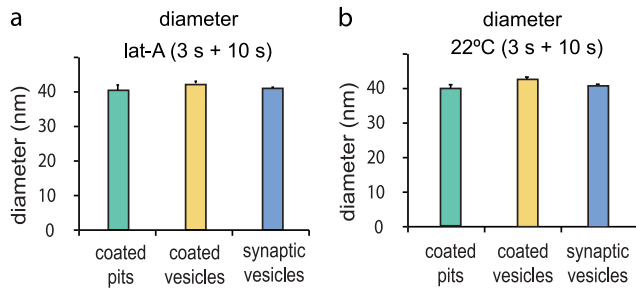 a
diameter
lat-A (3 s + 10 s)
diameter (nm)
40
30
20
10
0
coated
pits
coated
vesicles
synaptic
vesicles
b
diameter
22ºC (3 s + 10 s)
diameter (nm)
40
30
20
10
0
coated
pits
coated
vesicles
synaptic
vesicles